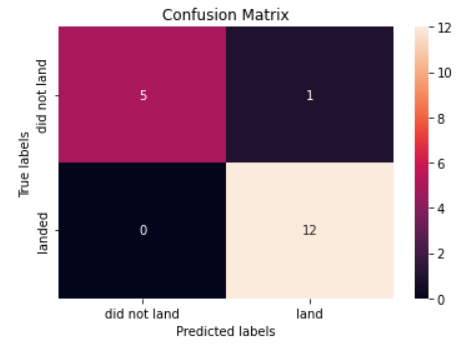 Confusion Matrix
did not land
landed
True labels
5
1
0
12
did not land
land
Predicted labels
12
10
8
6
4
2
0